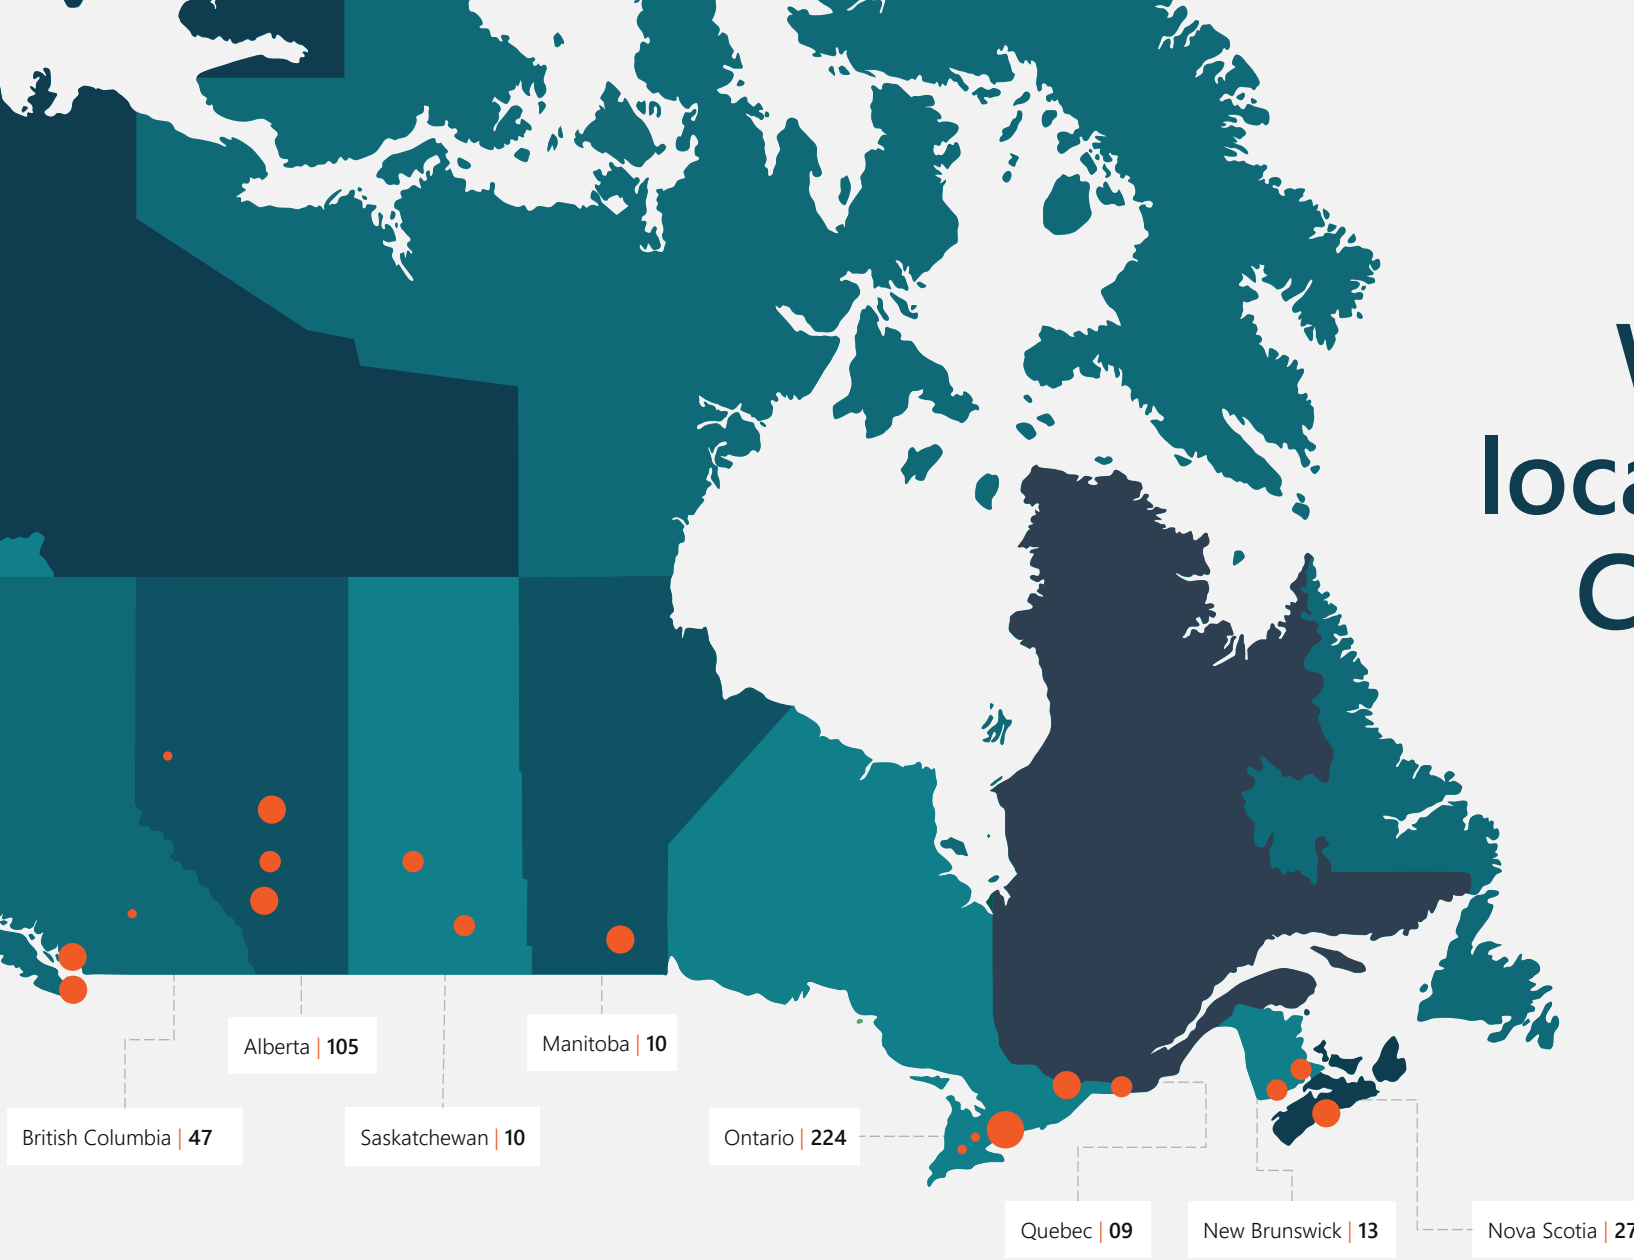 loca
Alberta | 105
Manitoba | 10
British Columbia | 47
Saskatchewan | 10
Ontario | 224
Quebec | 09
New Brunswick | 13
Nova Scotia | 27